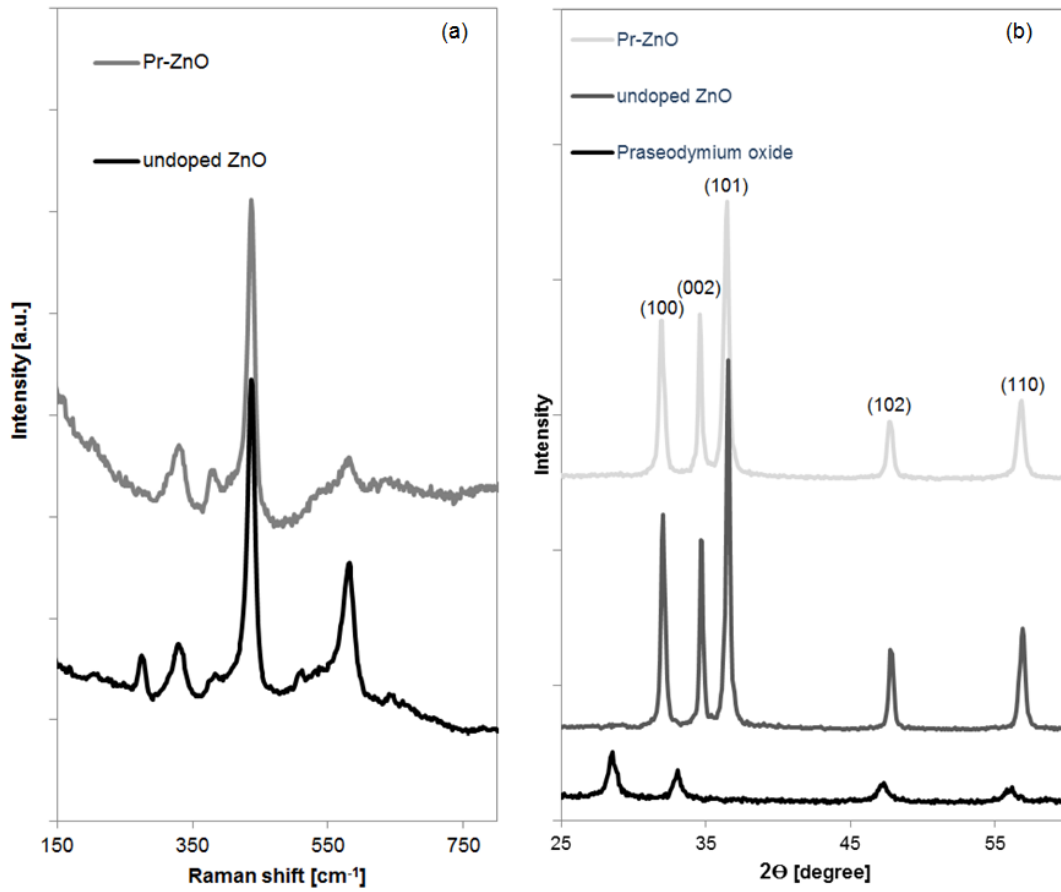 (a)
Pr-ZnO
undoped ZnO
Intensity [a.u.]
150 350 550 750
Raman shift [cm-1]
(b)
Pr-ZnO
undoped ZnO
Praseodymium oxide
(101)
(002)
(100)
(102)
(110)
Intensity
25 35 45 55
2Θ [degree]